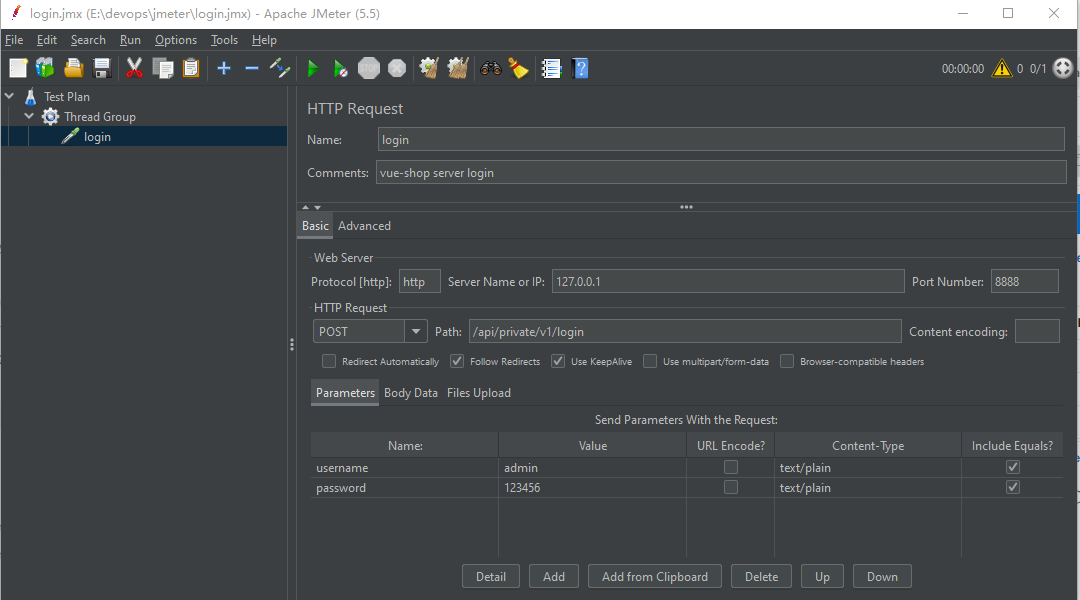 login.jmx (E:\devops\jmeter\login.jmx) - Apache JMeter (5.5)
File Edit Search Run Options Tools Help
STOP ? 00:00:00 0 0/1
Test Plan
Thread Group
login
HTTP Request
Name: login
Comments: vue-shop server login
Basic Advanced
Web Server
Protocol [http]: http Server Name or IP: 127.0.0.1 Port Number: 8888
HTTP Request
POST Path: /api/private/v1/login Content encoding:
Redirect Automatically Follow Redirects Use KeepAlive Use multipart/form-data Browser-compatible headers
Parameters Body Data Files Upload
Send Parameters With the Request:
Name: Value URL Encode? Content-Type Include Equals?
username admin text/plain
password 123456 text/plain
Detail Add Add from Clipboard Delete Up Down